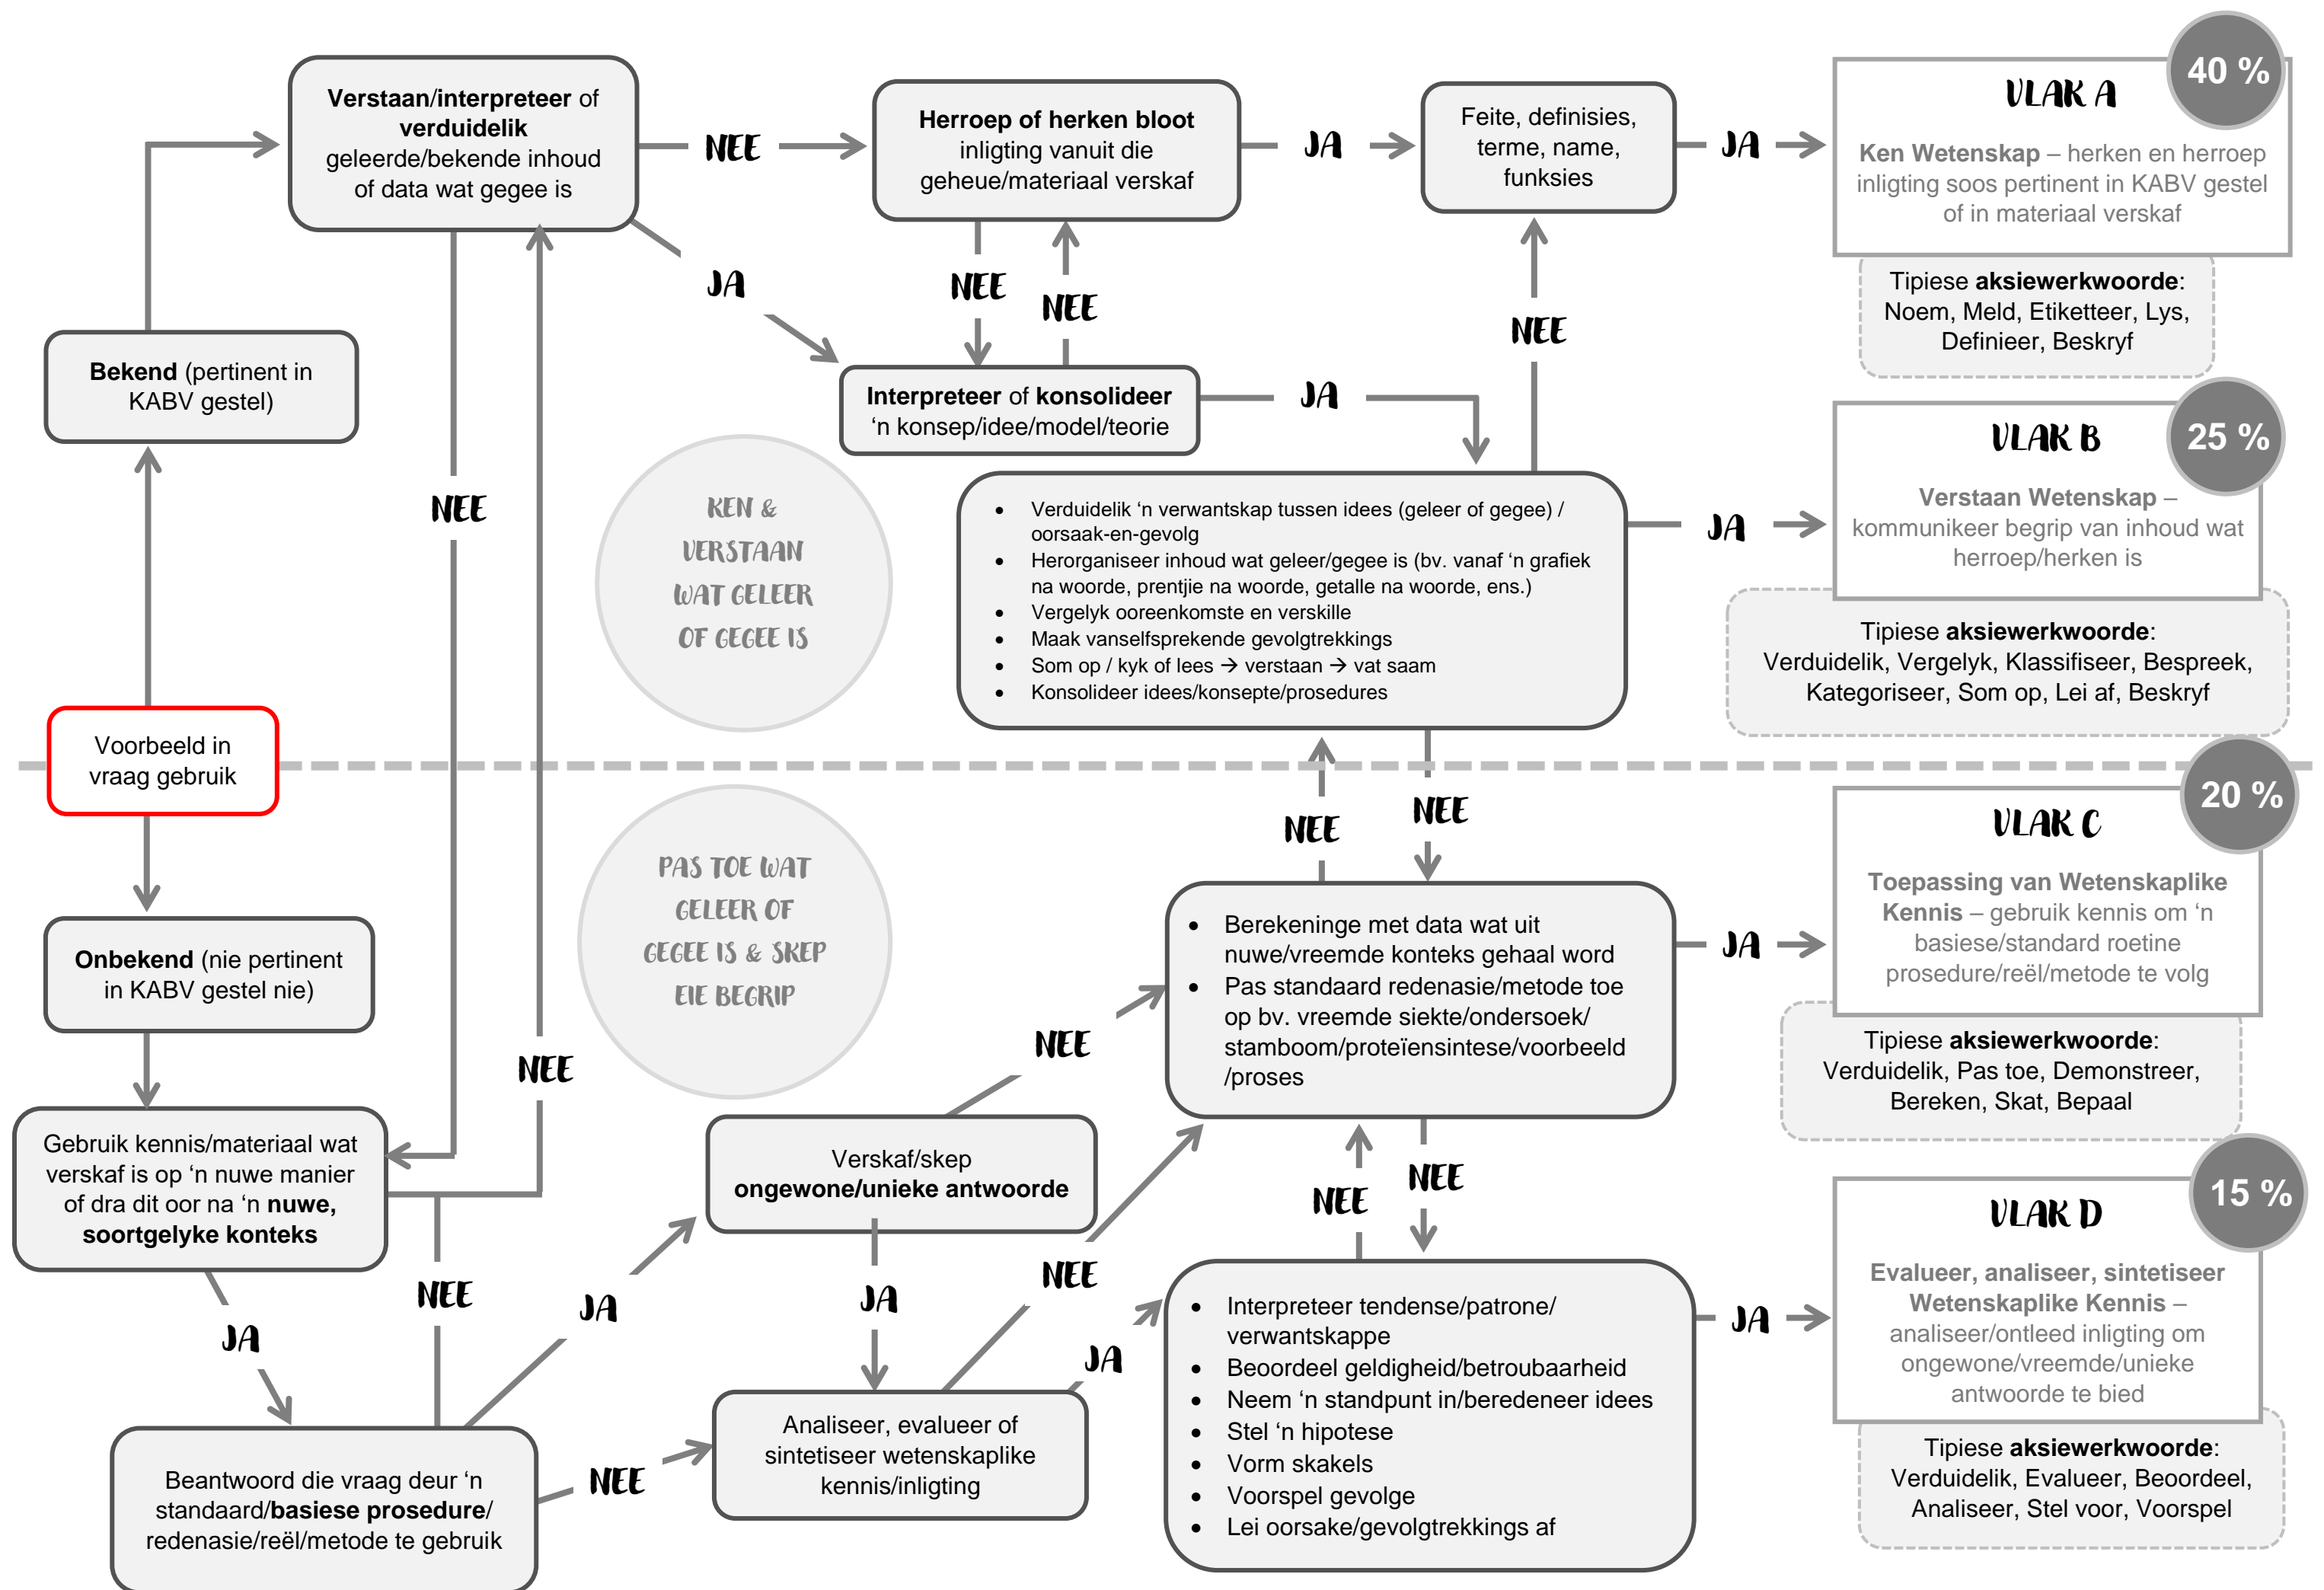 Verstaan/interpreteer of
verduidelik
geleerde/bekende inhoud
of data wat gegee is
NEE
Herroep of herken bloot
inligting vanuit die
geheue/materiaal verskaf
JA
Feite, definisies,
terme, name,
funksies
JA
VLAK A
40 %
Ken Wetenskap – herken en herroep
inligting soos pertinent in KABV gestel
of in materiaal verskaf
Tipiese aksiewerkwoorde:
Noem, Meld, Etiketteer, Lys,
Definieer, Beskryf
JA
NEE
NEE
NEE
Bekend (pertinent in
KABV gestel)
Interpreteer of konsolideer
‘n konsep/idee/model/teorie
JA
VLAK B
25 %
Verstaan Wetenskap –
kommunikeer begrip van inhoud wat
herroep/herken is
Tipiese aksiewerkwoorde:
Verduidelik, Vergelyk, Klassifiseer, Bespreek,
Kategoriseer, Som op, Lei af, Beskryf
NEE
KEN &
VERSTAAN
WAT GELEER
OF GEGEE IS
• Verduidelik ‘n verwantskap tussen idees (geleer of gegee) /
oorsaak-en-gevolg
• Herorganiseer inhoud wat geleer/gegee is (bv. vanaf ‘n grafiek
na woorde, prentjie na woorde, getalle na woorde, ens.)
• Vergelyk ooreenkomste en verskille
• Maak vanselfsprekende gevolgtrekkings
• Som op / kyk of lees → verstaan → vat saam
• Konsolideer idees/konsepte/prosedures
JA
Voorbeeld in
vraag gebruik
NEE
NEE
VLAK C
20 %
Toepassing van Wetenskaplike
Kennis – gebruik kennis om ‘n
basiese/standard roetine
prosedure/reël/metode te volg
Tipiese aksiewerkwoorde:
Verduidelik, Pas toe, Demonstreer,
Bereken, Skat, Bepaal
PAS TOE WAT
GELEER OF
GEGEE IS & SKEP
EIE BEGRIP
Onbekend (nie pertinent
in KABV gestel nie)
• Berekeninge met data wat uit
nuwe/vreemde konteks gehaal word
• Pas standaard redenasie/metode toe
op bv. vreemde siekte/ondersoek/
stamboom/proteïensintese/voorbeeld
/proses
JA
NEE
NEE
Gebruik kennis/materiaal wat
verskaf is op ‘n nuwe manier
of dra dit oor na ‘n nuwe,
soortgelyke konteks
Verskaf/skep
ongewone/unieke antwoorde
NEE
NEE
VLAK D
15 %
Evalueer, analiseer, sintetiseer
Wetenskaplike Kennis –
analiseer/ontleed inligting om
ongewone/vreemde/unieke
antwoorde te bied
Tipiese aksiewerkwoorde:
Verduidelik, Evalueer, Beoordeel,
Analiseer, Stel voor, Voorspel
JA
NEE
JA
JA
NEE
JA
• Interpreteer tendense/patrone/
verwantskappe
• Beoordeel geldigheid/betroubaarheid
• Neem ‘n standpunt in/beredeneer idees
• Stel ‘n hipotese
• Vorm skakels
• Voorspel gevolge
• Lei oorsake/gevolgtrekkings af
JA
Beantwoord die vraag deur ‘n
standaard/basiese prosedure/
redenasie/reël/metode te gebruik
NEE
Analiseer, evalueer of
sintetiseer wetenskaplike
kennis/inligting